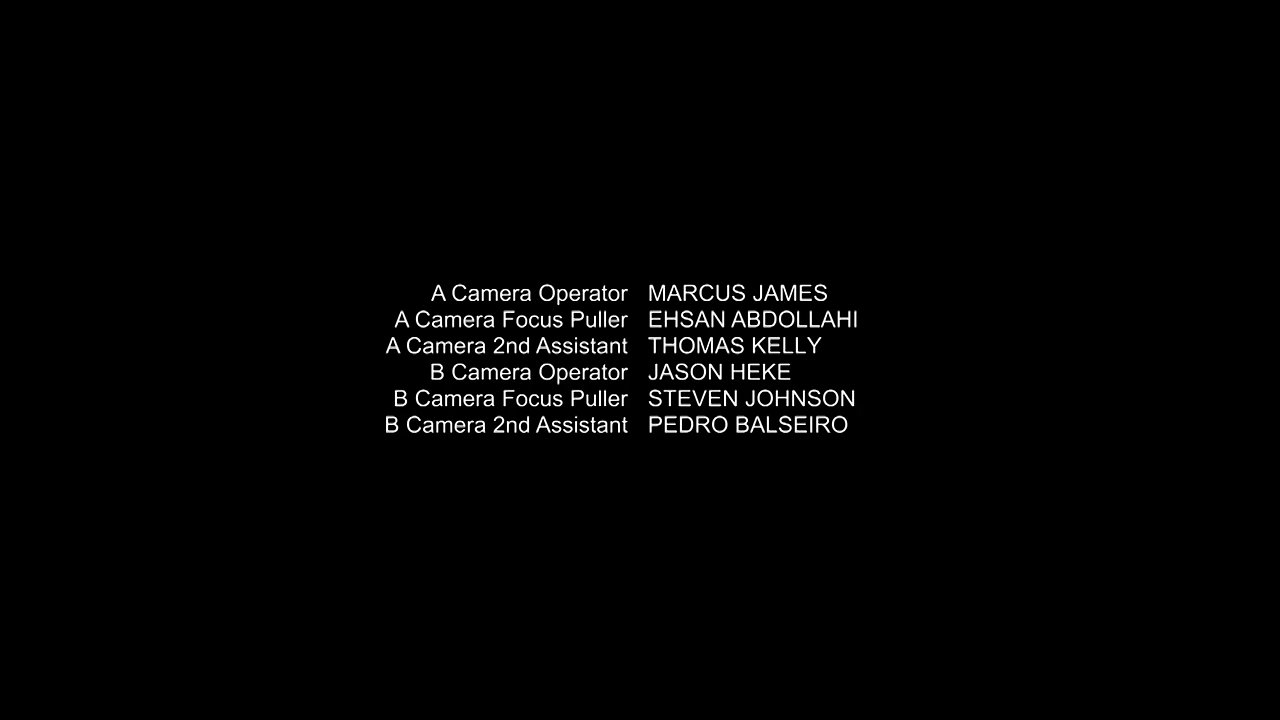 A Camera Operator MARCUS JAMES
A Camera Focus Puller EHSAN ABDOLLAHI
A Camera 2nd Assistant THOMAS KELLY
B Camera Operator JASON HEKE
B Camera Focus Puller STEVEN JOHNSON
B Camera 2nd Assistant PEDRO BALSEIRO